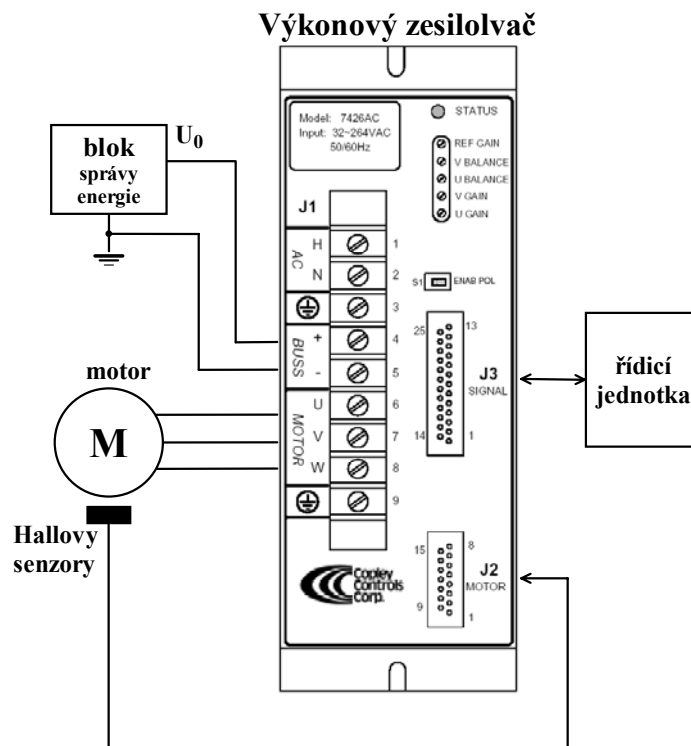 Výkonový zesilolvač
Model: 7426AC
Input: 32~264VAC
50/60Hz
STATUS
REF GAIN
V BALANCE
U BALANCE
V GAIN
U GAIN
blok
správy
energie
U0
J1
AC
H 1
N 2
3
S1 ENAB POL
BUSS
+ 4
- 5
25 13
J3
SIGNAL
14 1
řídicí
jednotka
motor
M
MOTOR
U 6
V 7
W 8
9
Hallovy
senzory
Copley
Controls
Corp.
15 8
J2
MOTOR
9 1